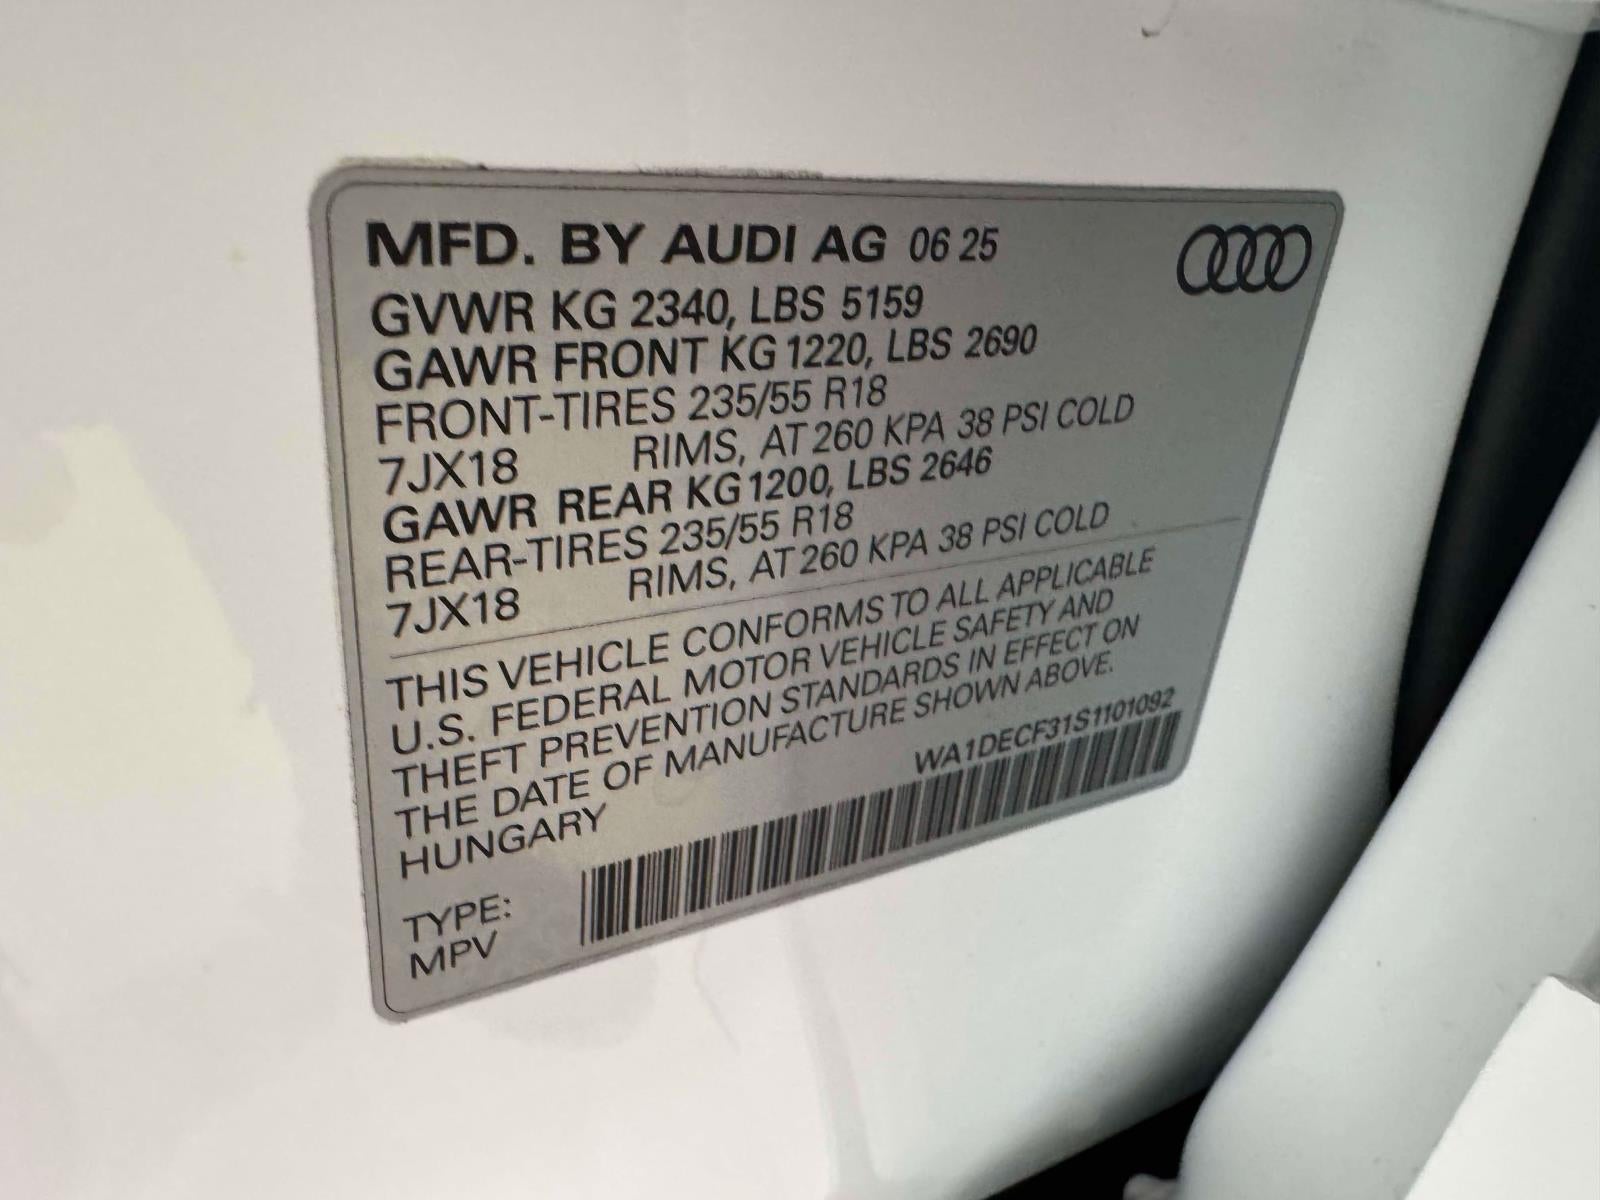 MFD. BY AUDI AG 06 25
GVWR KG 2340, LBS 5159
GAWR FRONT KG 1220, LBS 2690
FRONT-TIRES 235/55 R18
7JX18 RIMS, AT 260 KPA 38 PSI COLD
GAWR REAR KG 1200, LBS 2646
REAR-TIRES 235/55 R18
7JX18 RIMS, AT 260 KPA 38 PSI COLD
THIS VEHICLE CONFORMS TO ALL APPLICABLE
U.S. FEDERAL MOTOR VEHICLE SAFETY AND
THEFT PREVENTION STANDARDS IN EFFECT ON
THE DATE OF MANUFACTURE SHOWN ABOVE.
HUNGARY
WA1DECF31S1101092
TYPE:
MPV